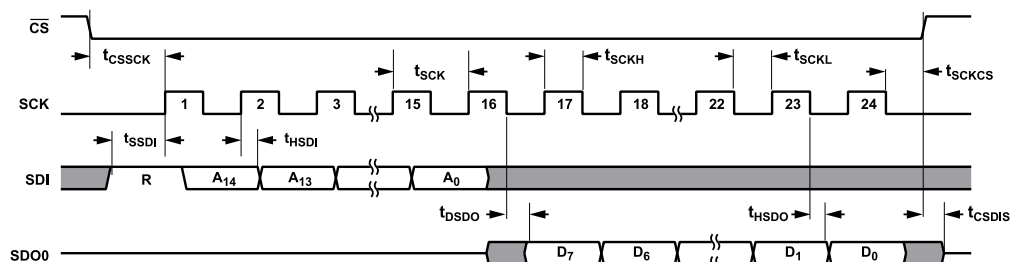 CS
tCSSCK
tSCK
tSCKH
tSCKL
tSCKCS
SCK
1 2 3 15 16 17 18 22 23 24
tSSDI
tHSDI
SDI
R A14 A13 A0
tDSDO
tHSDO
tCSDIS
SDO0
D7 D6 D1 D0